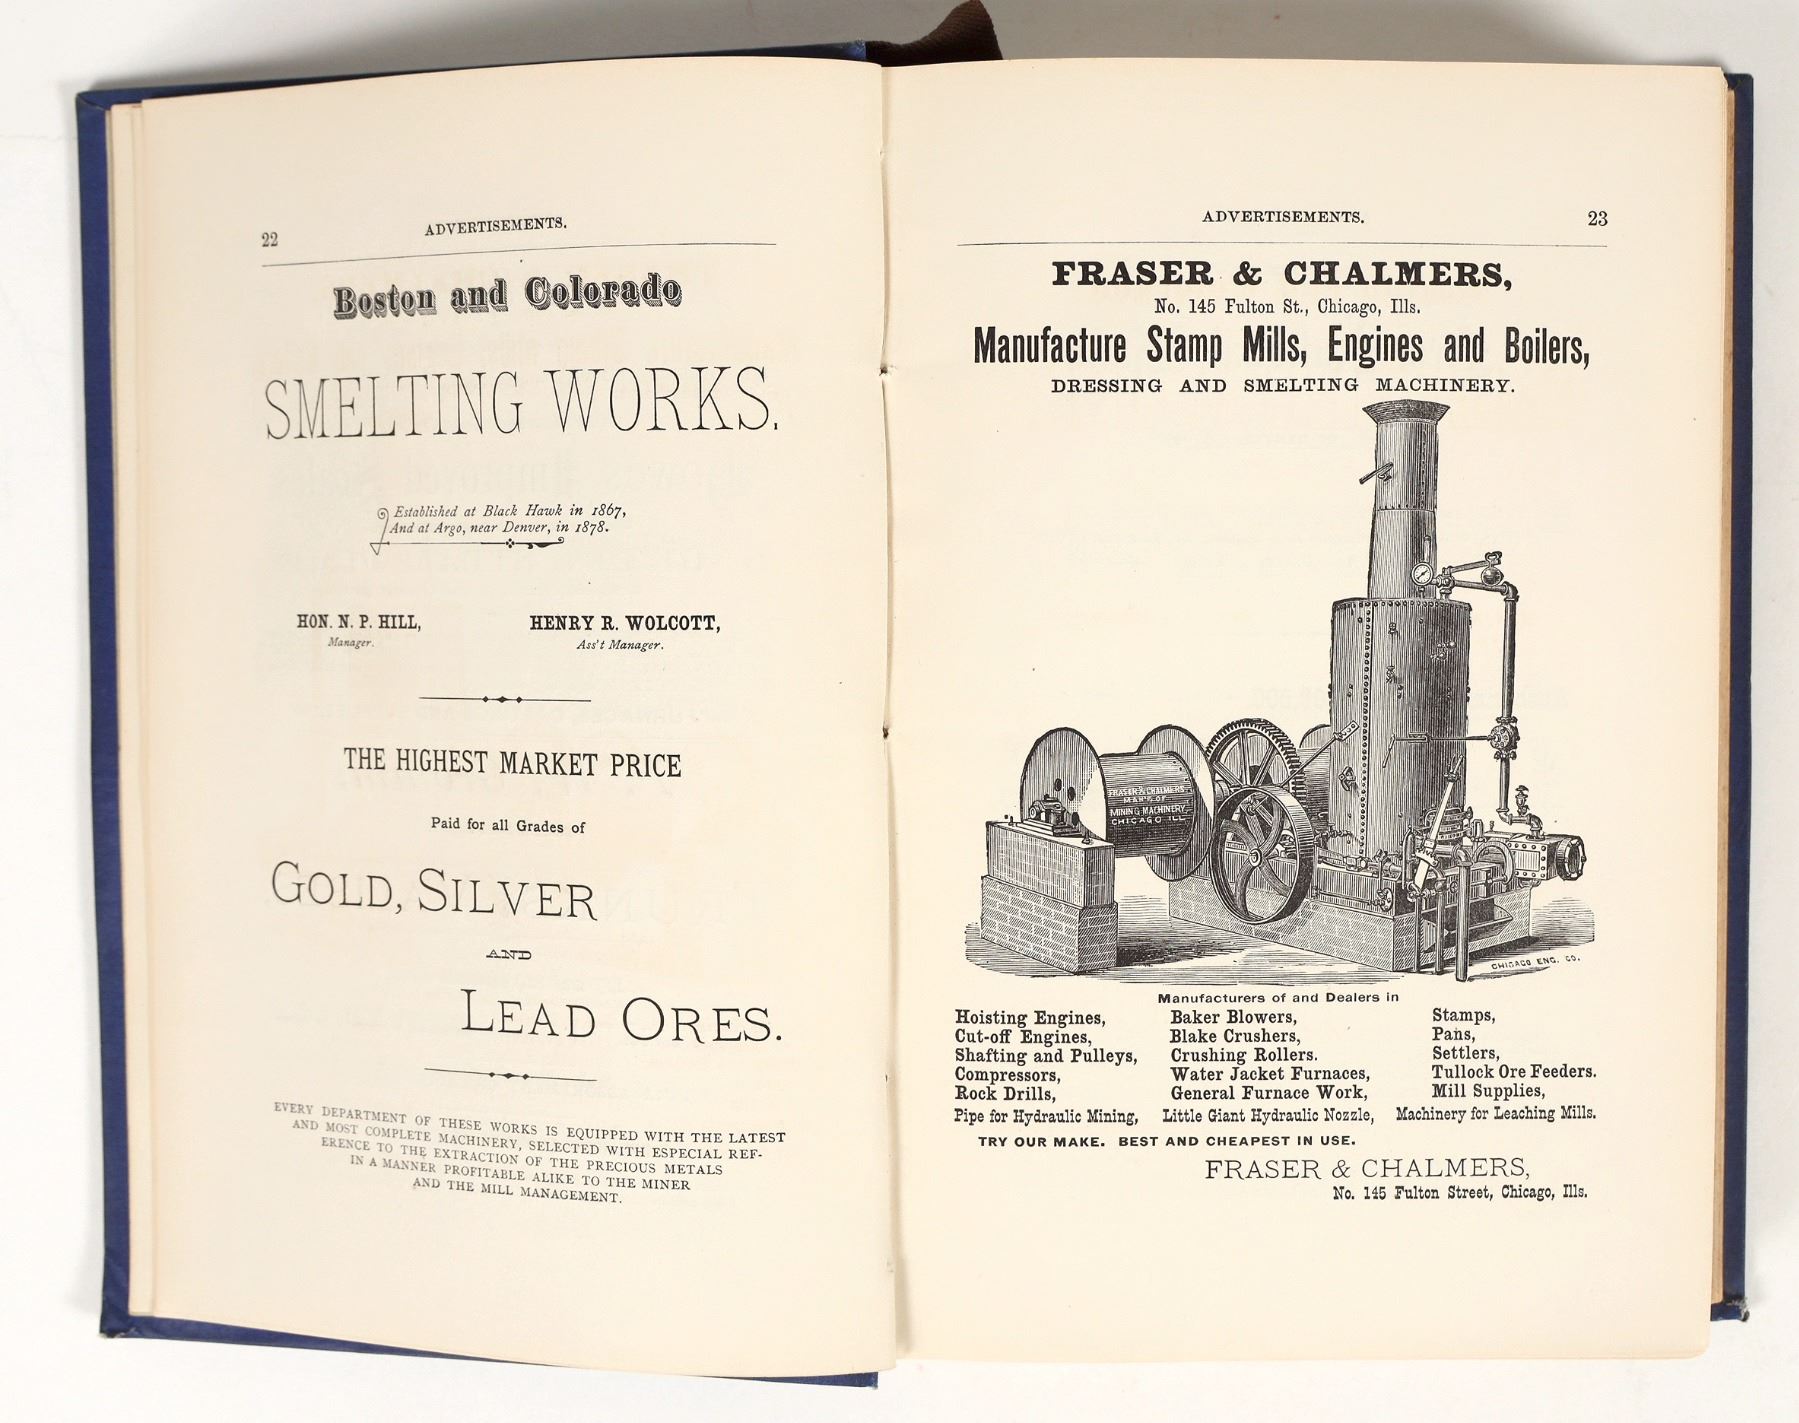 22
ADVERTISEMENTS.
Boston and Colorado
SMELTING WORKS.
Established at Black Hawk in 1867,
And at Argo, near Denver, in 1878.
HON. N. P. HILL,
Manager.
HENRY R. WOLCOTT,
Ass't Manager.
THE HIGHEST MARKET PRICE
Paid for all Grades of
GOLD, SILVER
AND
LEAD ORES.
EVERY DEPARTMENT OF THESE WORKS IS EQUIPPED WITH THE LATEST
AND MOST COMPLETE MACHINERY, SELECTED WITH ESPECIAL REF-
ERENCE TO THE EXTRACTION OF THE PRECIOUS METALS
IN A MANNER PROFITABLE ALIKE TO THE MINER
AND THE MILL MANAGEMENT.
ADVERTISEMENTS.
23
FRASER & CHALMERS,
No. 145 Fulton St., Chicago, Ills.
Manufacture Stamp Mills, Engines and Boilers,
DRESSING AND SMELTING MACHINERY.
FRASER & CHALMERS
MAN'F'S OF
MINING MACHINERY
CHICAGO ILL
CHICAGO ENG. CO.
Manufacturers of and Dealers in
Hoisting Engines,
Cut-off Engines,
Shafting and Pulleys,
Compressors,
Rock Drills,
Pipe for Hydraulic Mining,
Baker Blowers,
Blake Crushers,
Crushing Rollers.
Water Jacket Furnaces,
General Furnace Work,
Little Giant Hydraulic Nozzle,
Stamps,
Pans,
Settlers,
Tullock Ore Feeders.
Mill Supplies,
Machinery for Leaching Mills.
TRY OUR MAKE. BEST AND CHEAPEST IN USE.
FRASER & CHALMERS,
No. 145 Fulton Street, Chicago, Ills.